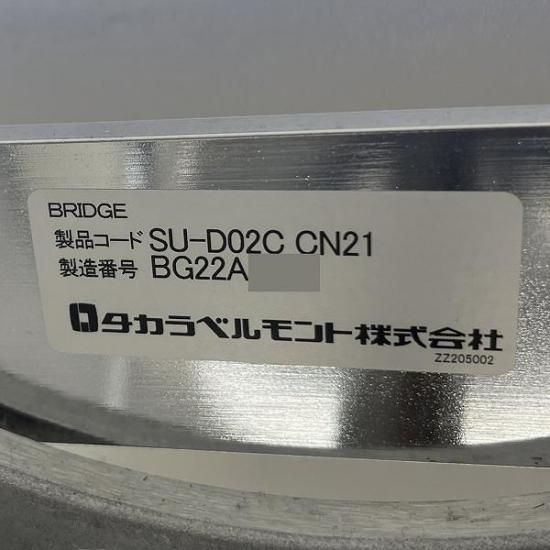 BRIDGE
製品コード SU-D02C CN21
製造番号 BG22A
タカラベルモント株式会社
ZZ205002